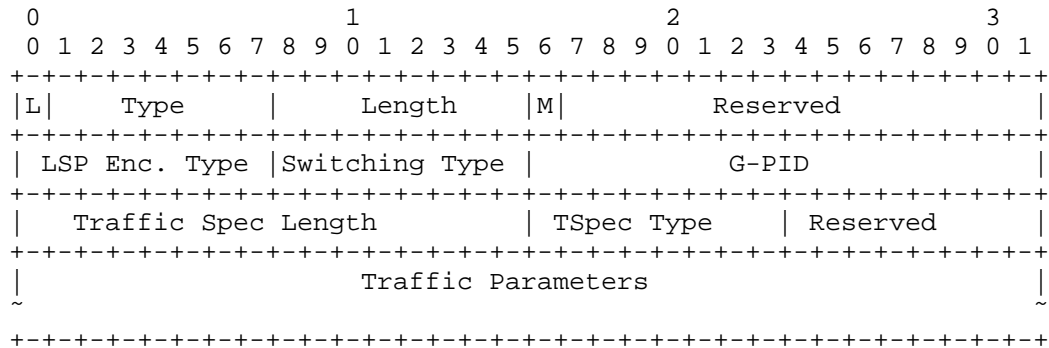 0                   1                   2                   3
 0 1 2 3 4 5 6 7 8 9 0 1 2 3 4 5 6 7 8 9 0 1 2 3 4 5 6 7 8 9 0 1
+-+-+-+-+-+-+-+-+-+-+-+-+-+-+-+-+-+-+-+-+-+-+-+-+-+-+-+-+-+-+-+-+
|L|    Type     |     Length    |M|          Reserved           |
+-+-+-+-+-+-+-+-+-+-+-+-+-+-+-+-+-+-+-+-+-+-+-+-+-+-+-+-+-+-+-+-+
| LSP Enc. Type |Switching Type |             G-PID             |
+-+-+-+-+-+-+-+-+-+-+-+-+-+-+-+-+-+-+-+-+-+-+-+-+-+-+-+-+-+-+-+-+
|   Traffic Spec Length         | TSpec Type    | Reserved      |
+-+-+-+-+-+-+-+-+-+-+-+-+-+-+-+-+-+-+-+-+-+-+-+-+-+-+-+-+-+-+-+-+
|                     Traffic Parameters                        |
~                                                               ~
+-+-+-+-+-+-+-+-+-+-+-+-+-+-+-+-+-+-+-+-+-+-+-+-+-+-+-+-+-+-+-+-+